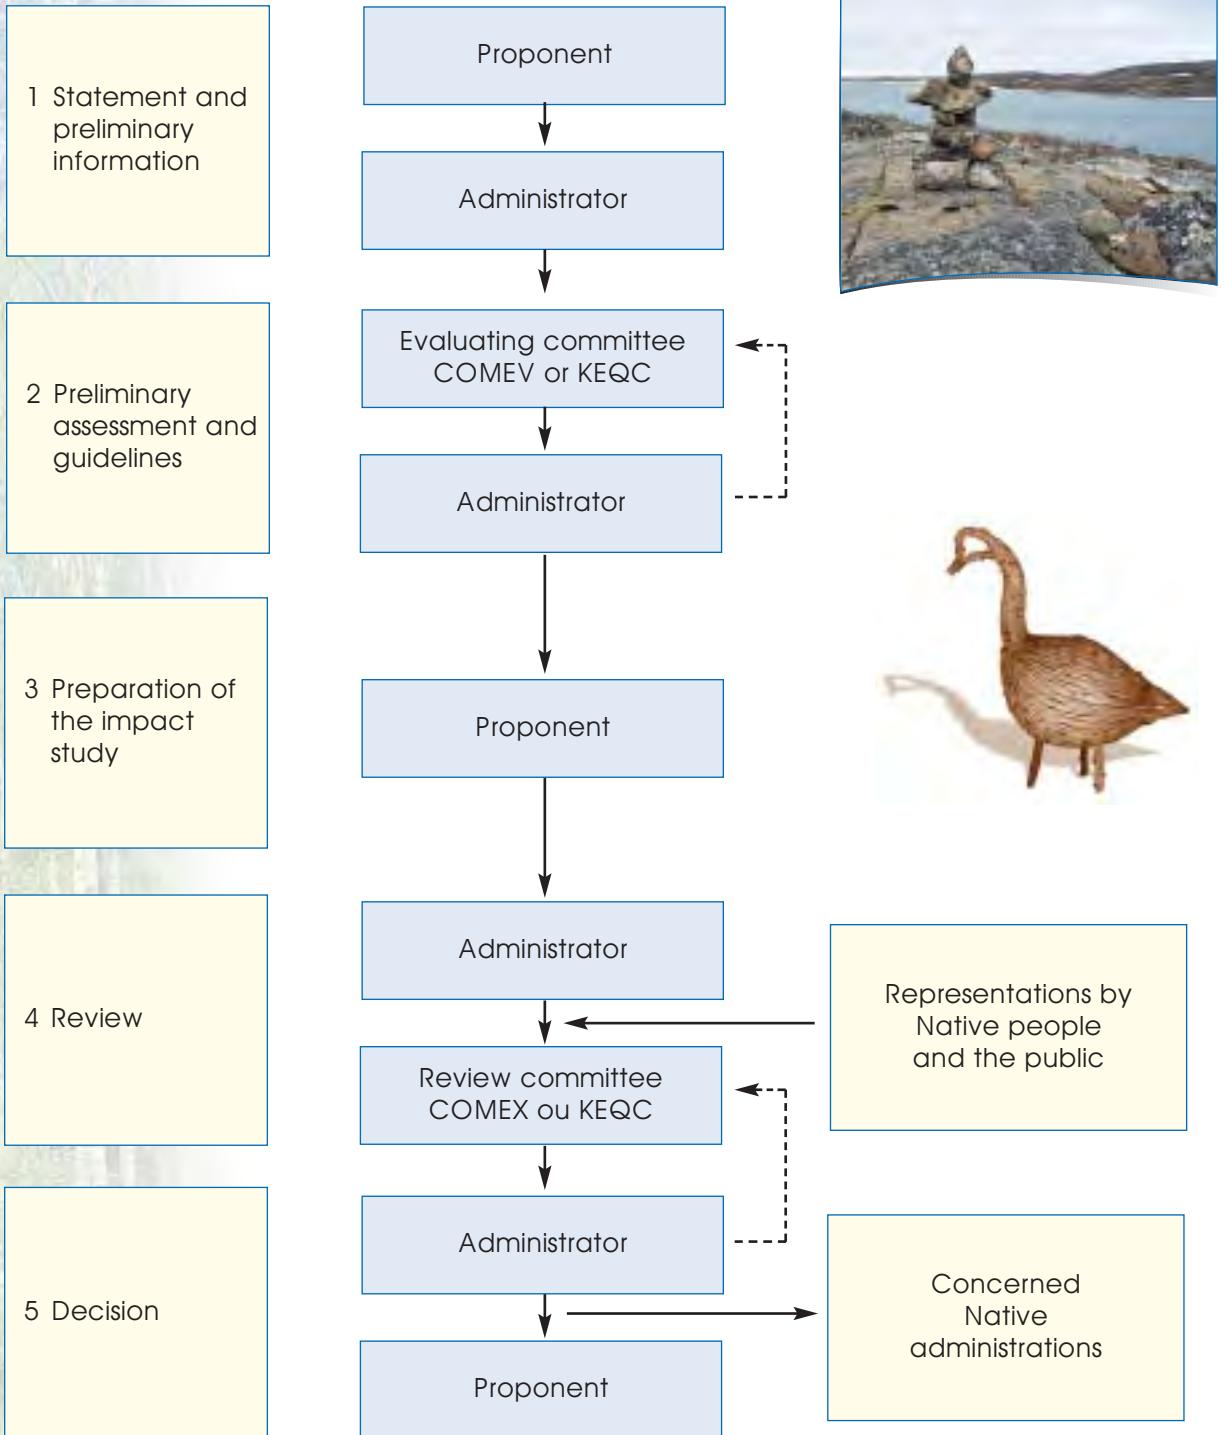 1 Statement and
preliminary
information
Proponent
Administrator
2 Preliminary
assessment and
guidelines
Evaluating committee
COMEV or KEQC
Administrator
3 Preparation of
the impact
study
Proponent
4 Review
Administrator
Representations by
Native people
and the public
Review committee
COMEX ou KEQC
5 Decision
Administrator
Concerned
Native
administrations
Proponent